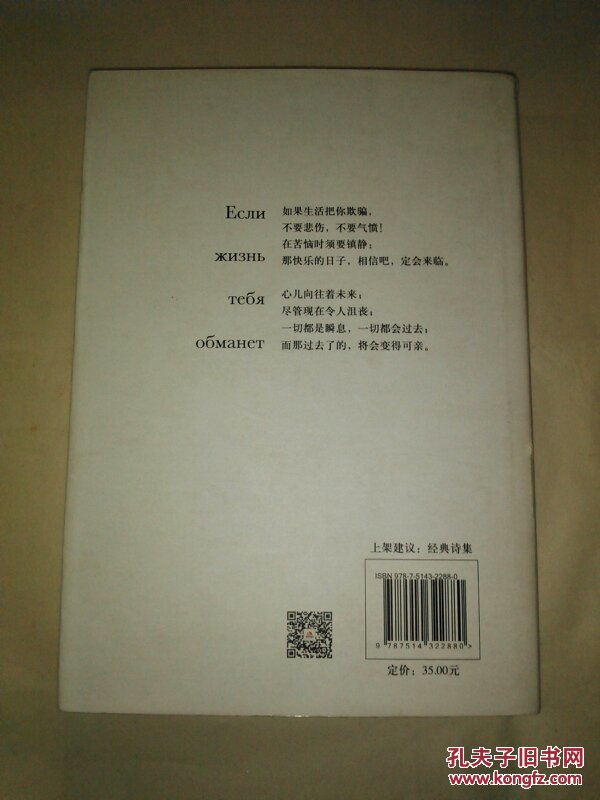 Если
如果生活把你欺骗，
不要悲伤，不要气愤！
在苦恼时须要镇静：
жизнь
那快乐的日子，相信吧，定会来临。
тебя
心儿向往着未来；
尽管现在令人沮丧：
一切都是瞬息，一切都会过去；
обманет
而那过去了的，将会变得可亲。
上架建议：经典诗集
ISBN 978-7-5143-2288-0
9 787514 322880>
定价：35.00元
孔夫子旧书网
www.kongfz.com